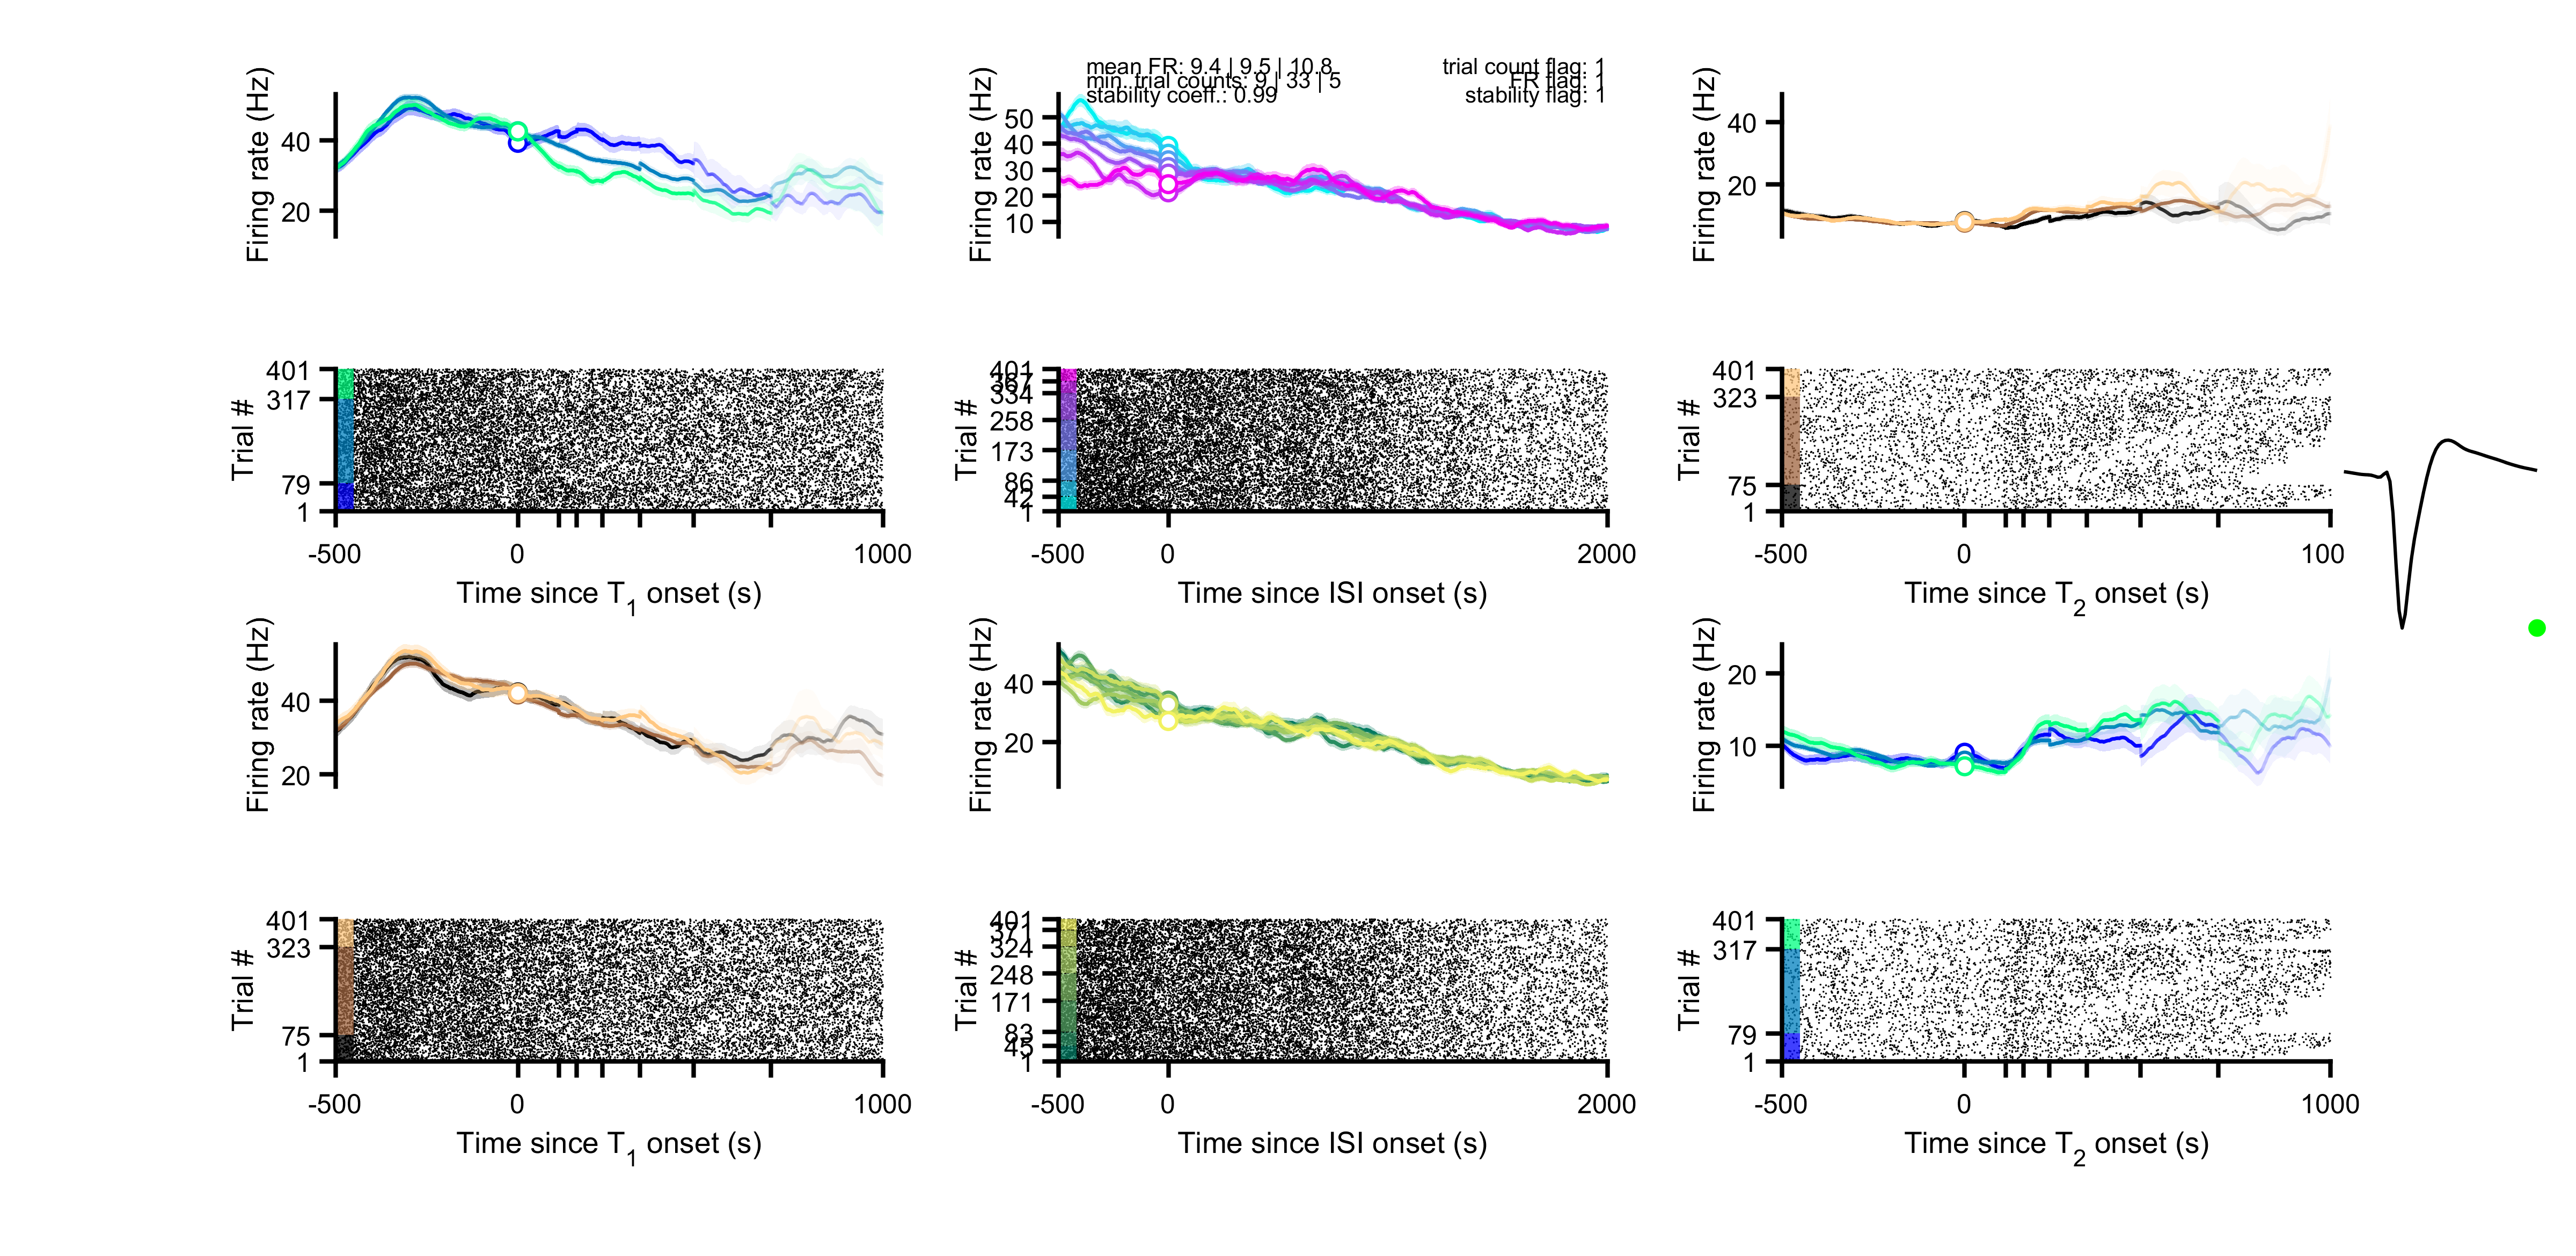 mean FR: 9.4 | 9.5 | 10.8
trial count flag: 1
min. trial counts: 9 | 33 | 5
FR flag: 1
stability coeff.: 0.99
stability flag: 1
Firing rate (Hz)
40
20
Firing rate (Hz)
50
40
30
20
10
Firing rate (Hz)
40
20
Trial #
401
317
79
1
-500
0
1000
Time since T1 onset (s)
Trial #
401
367
334
258
173
86
42
1
-500
0
2000
Time since ISI onset (s)
Trial #
401
323
75
1
-500
0
100
Time since T2 onset (s)
Firing rate (Hz)
40
20
Firing rate (Hz)
40
20
Firing rate (Hz)
20
10
Trial #
401
323
75
1
-500
0
1000
Time since T1 onset (s)
Trial #
401
371
324
248
171
83
45
1
-500
0
2000
Time since ISI onset (s)
Trial #
401
317
79
1
-500
0
1000
Time since T2 onset (s)